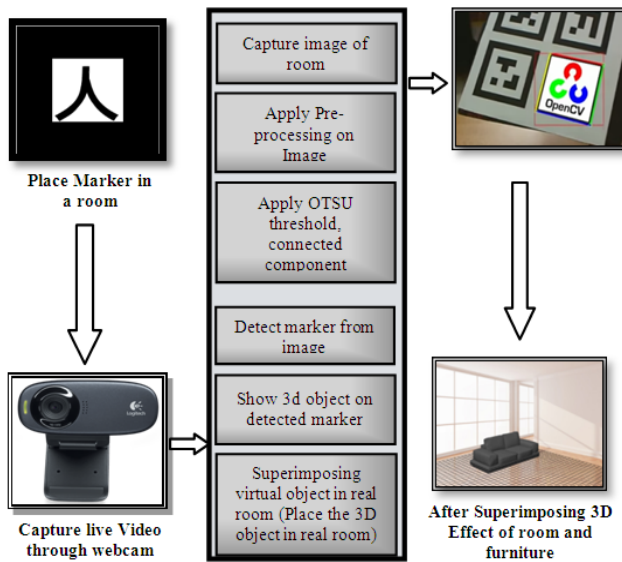 人
Place Marker in
a room
Capture live Video
through webcam
logitech
Capture image of
room
Apply Pre-
processing on
Image
Apply OTSU
threshold,
connected
component
Detect marker from
image
Show 3d object on
detected marker
Superimposing
virtual object in real
room (Place the 3D
object in real room)
OpenCV
After Superimposing 3D
Effect of room and
furniture